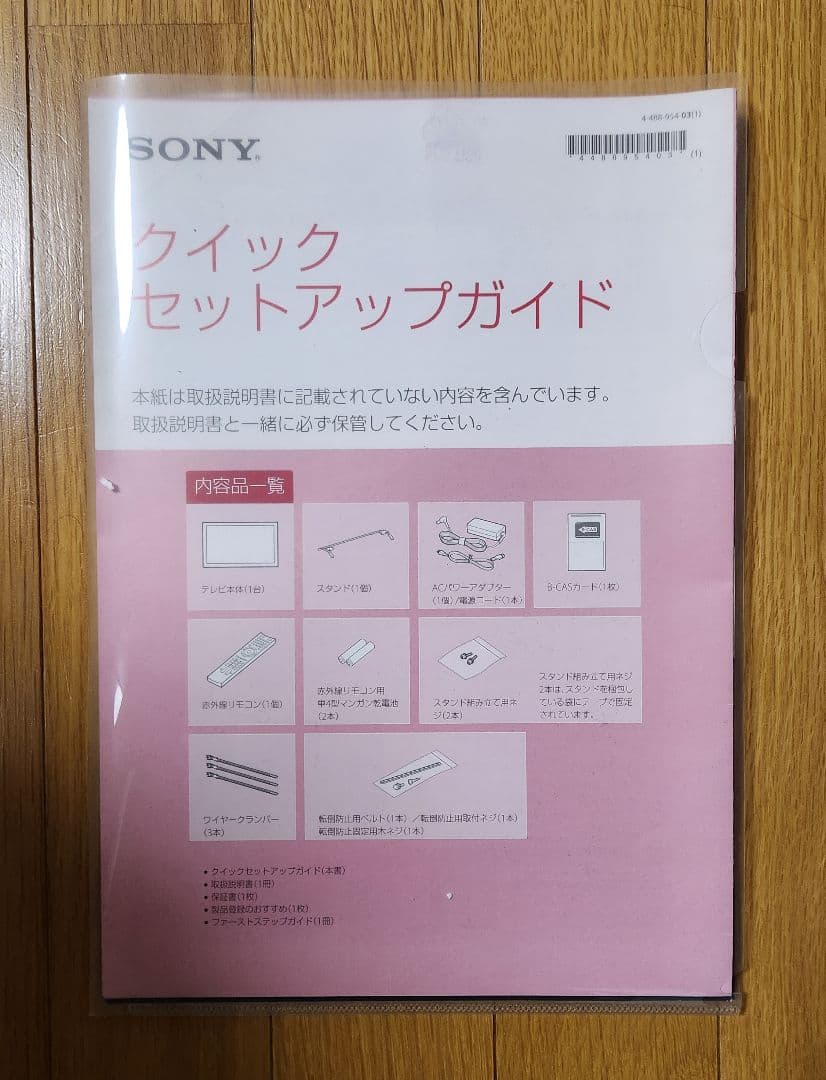 4-488-954-03(1)
SONY®
*448895403*(1)
クイック
セットアップガイド
本紙は取扱説明書に記載されていない内容を含んでいます。
取扱説明書と一緒に必ず保管してください。
内容品一覧
テレビ本体(1台)
スタンド(1個)
ACパワーアダプター
(1個)/電源コード(1本)
B-CASカード(1枚)
赤外線リモコン(1個)
赤外線リモコン用
単4型マンガン乾電池
(2本)
スタンド組み立て用ネ
ジ(2本)
スタンド組み立て用ネジ
2本は、スタンドを梱包し
ている袋にテープで固定
されています。
ワイヤークランパー
(3本)
転倒防止用ベルト(1本)/転倒防止用取付ネジ(1本)
転倒防止固定用木ネジ(1本)
• クイックセットアップガイド(本書)
• 取扱説明書(1冊)
• 保証書(1枚)
• 製品登録のおすすめ(1枚)
• ファーストステップガイド(1冊)